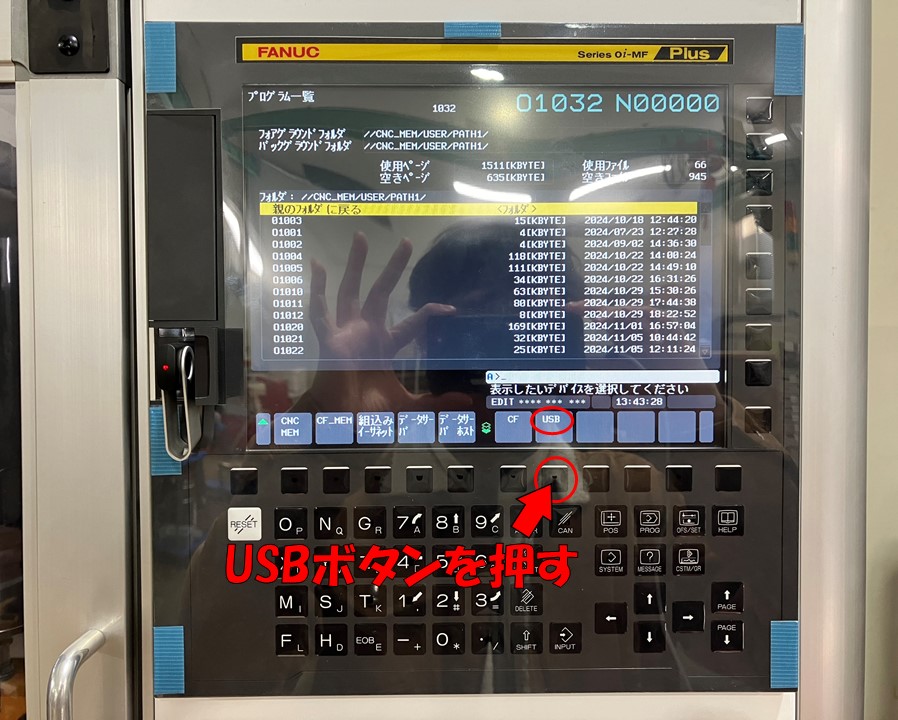 FANUC
Series 0i-MF Plus
プログラム一覧
1032
O1032 N00000
フォアグラウンドフォルダ //CNC_MEM/USER/PATH1/
バックグラウンドフォルダ //CNC_MEM/USER/PATH1/
使用ページ 1511[KBYTE] 使用ファイル 66
空きページ 635[KBYTE] 空きファイル 945
フォルダ: //CNC_MEM/USER/PATH1/
親のフォルダに戻る <フォルダ>
O1003 15[KBYTE] 2024/10/18 12:44:20
O1001 4[KBYTE] 2024/07/23 12:27:28
O1002 4[KBYTE] 2024/09/02 14:36:30
O1004 118[KBYTE] 2024/10/22 14:08:24
O1005 111[KBYTE] 2024/10/22 14:49:10
O1006 34[KBYTE] 2024/10/22 16:31:26
O1010 63[KBYTE] 2024/10/29 15:30:26
O1011 88[KBYTE] 2024/10/29 17:44:38
O1012 8[KBYTE] 2024/10/29 18:22:52
O1020 169[KBYTE] 2024/11/01 16:57:04
O1021 32[KBYTE] 2024/11/05 10:44:42
O1022 25[KBYTE] 2024/11/05 12:11:24
A>_
表示したいデバイスを選択してください
EDIT **** *** *** 13:43:28
CNC MEM
CF_MEM
組込みイーサネット
データサーバ
データサーバ ホスト
CF
USB
RESET
O P
N Q
G R
7 A
8 B
9 C
CAN
POS
PROG
OFS/SET
HELP
USBボタンを押す
4
5
SYSTEM
MESSAGE
CSTM/GR
M I
S J
T K
1 ,
2 #
3 =
DELETE
PAGE
F L
H D
EOB E
- +
0 *
. /
SHIFT
INPUT
PAGE